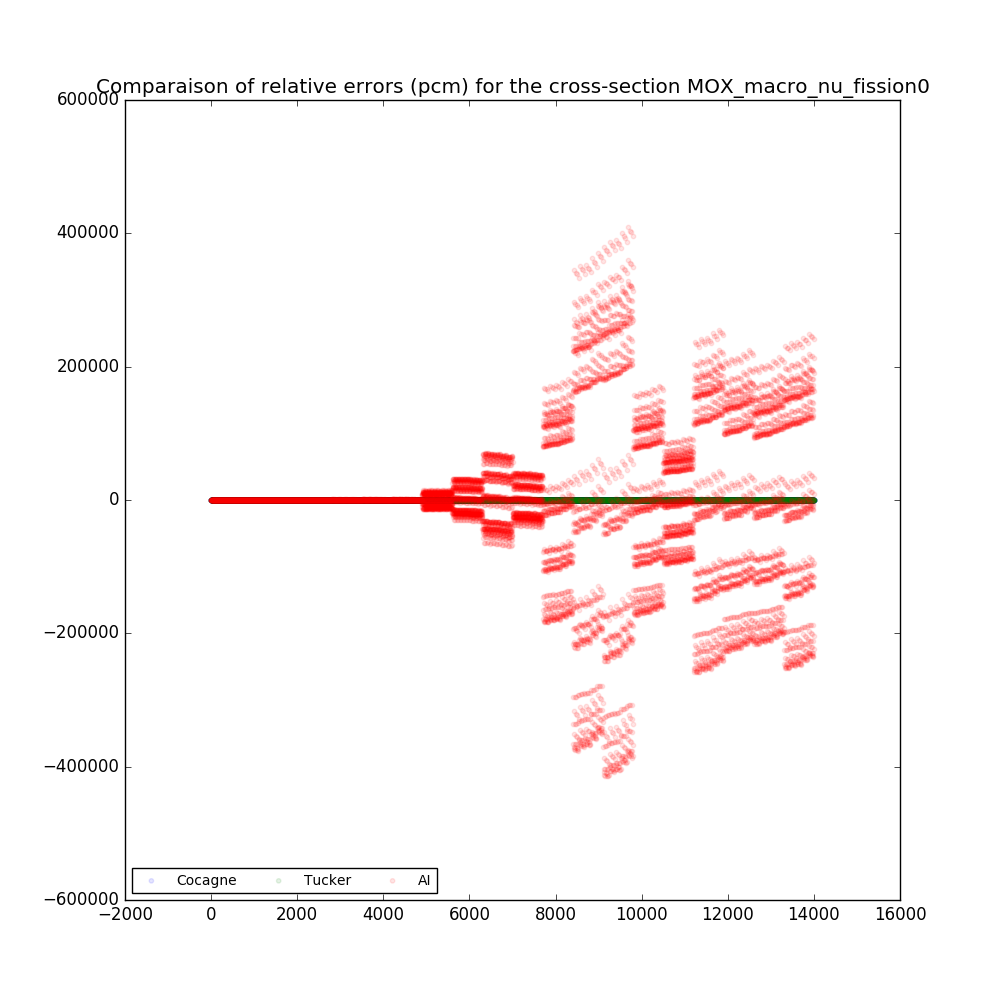 Comparaison of relative errors (pcm) for the cross-section MOX_macro_nu_fission0
600000
400000
200000
0
−200000
−400000
−600000
Cocagne Tucker AI
−2000 0 2000 4000 6000 8000 10000 12000 14000 16000